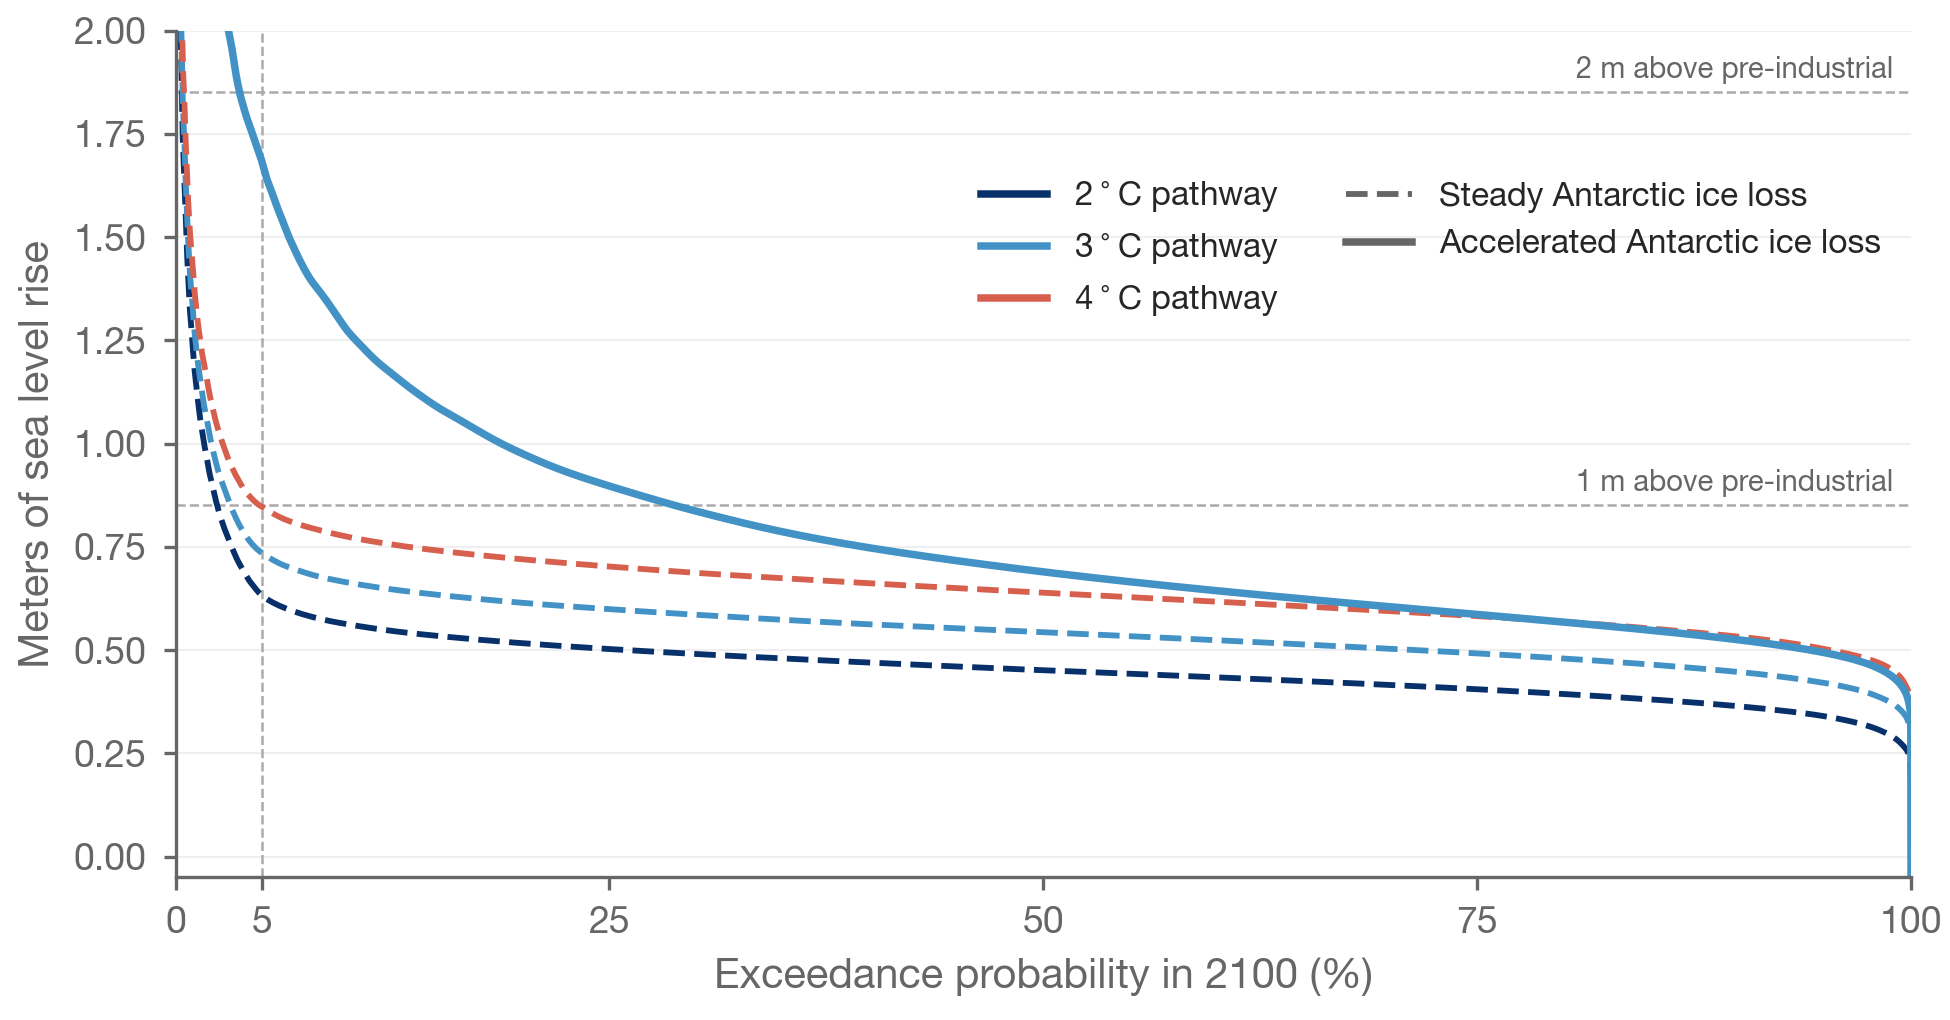 2.00
1.75
1.50
1.25
1.00
0.75
0.50
0.25
0.00
Meters of sea level rise
2 m above pre-industrial
2°C pathway
3°C pathway
4°C pathway
Steady Antarctic ice loss
Accelerated Antarctic ice loss
1 m above pre-industrial
0 5 25 50 75 100
Exceedance probability in 2100 (%)